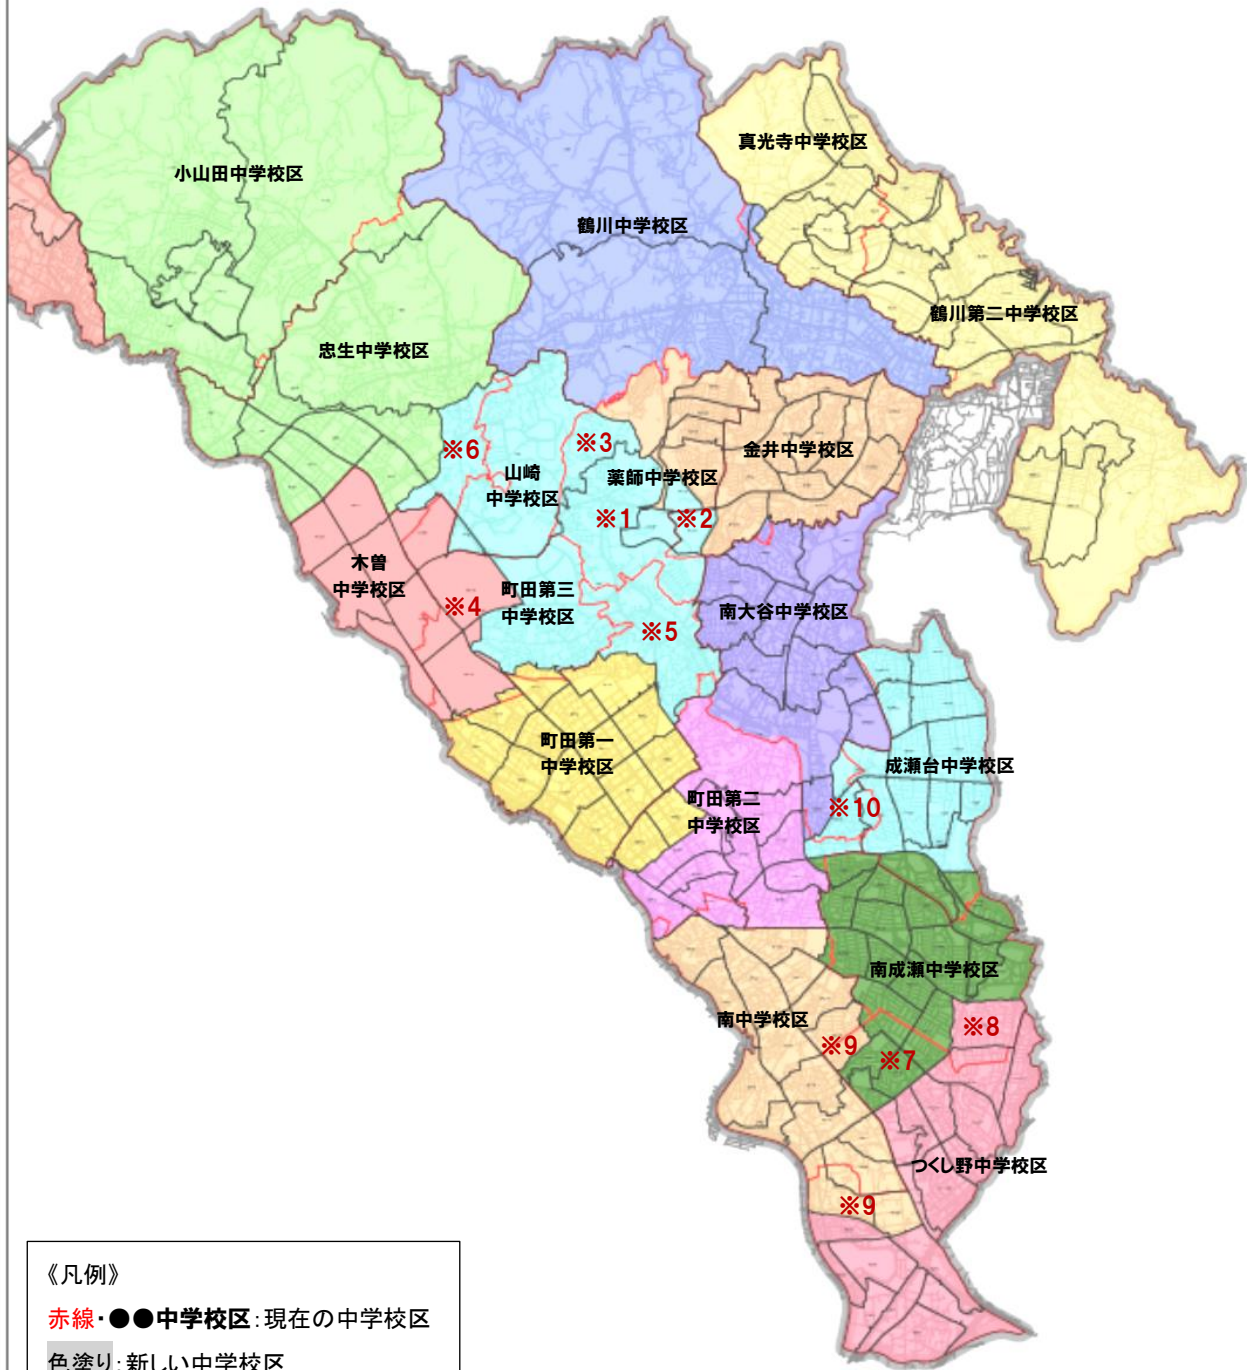 真光寺中学校区
小山田中学校区
鶴川中学校区
鶴川第二中学校区
忠生中学校区
※6
※3
金井中学校区
山崎
中学校区
薬師中学校区
※1
※2
木曽
中学校区
※4
町田第三
中学校区
※5
南大谷中学校区
町田第一
中学校区
成瀬台中学校区
町田第二
中学校区
※10
南成瀬中学校区
南中学校区
※9
※7
※8
つくし野中学校区
※9
《凡例》
赤線・●●中学校区：現在の中学校区
色塗り：新しい中学校区